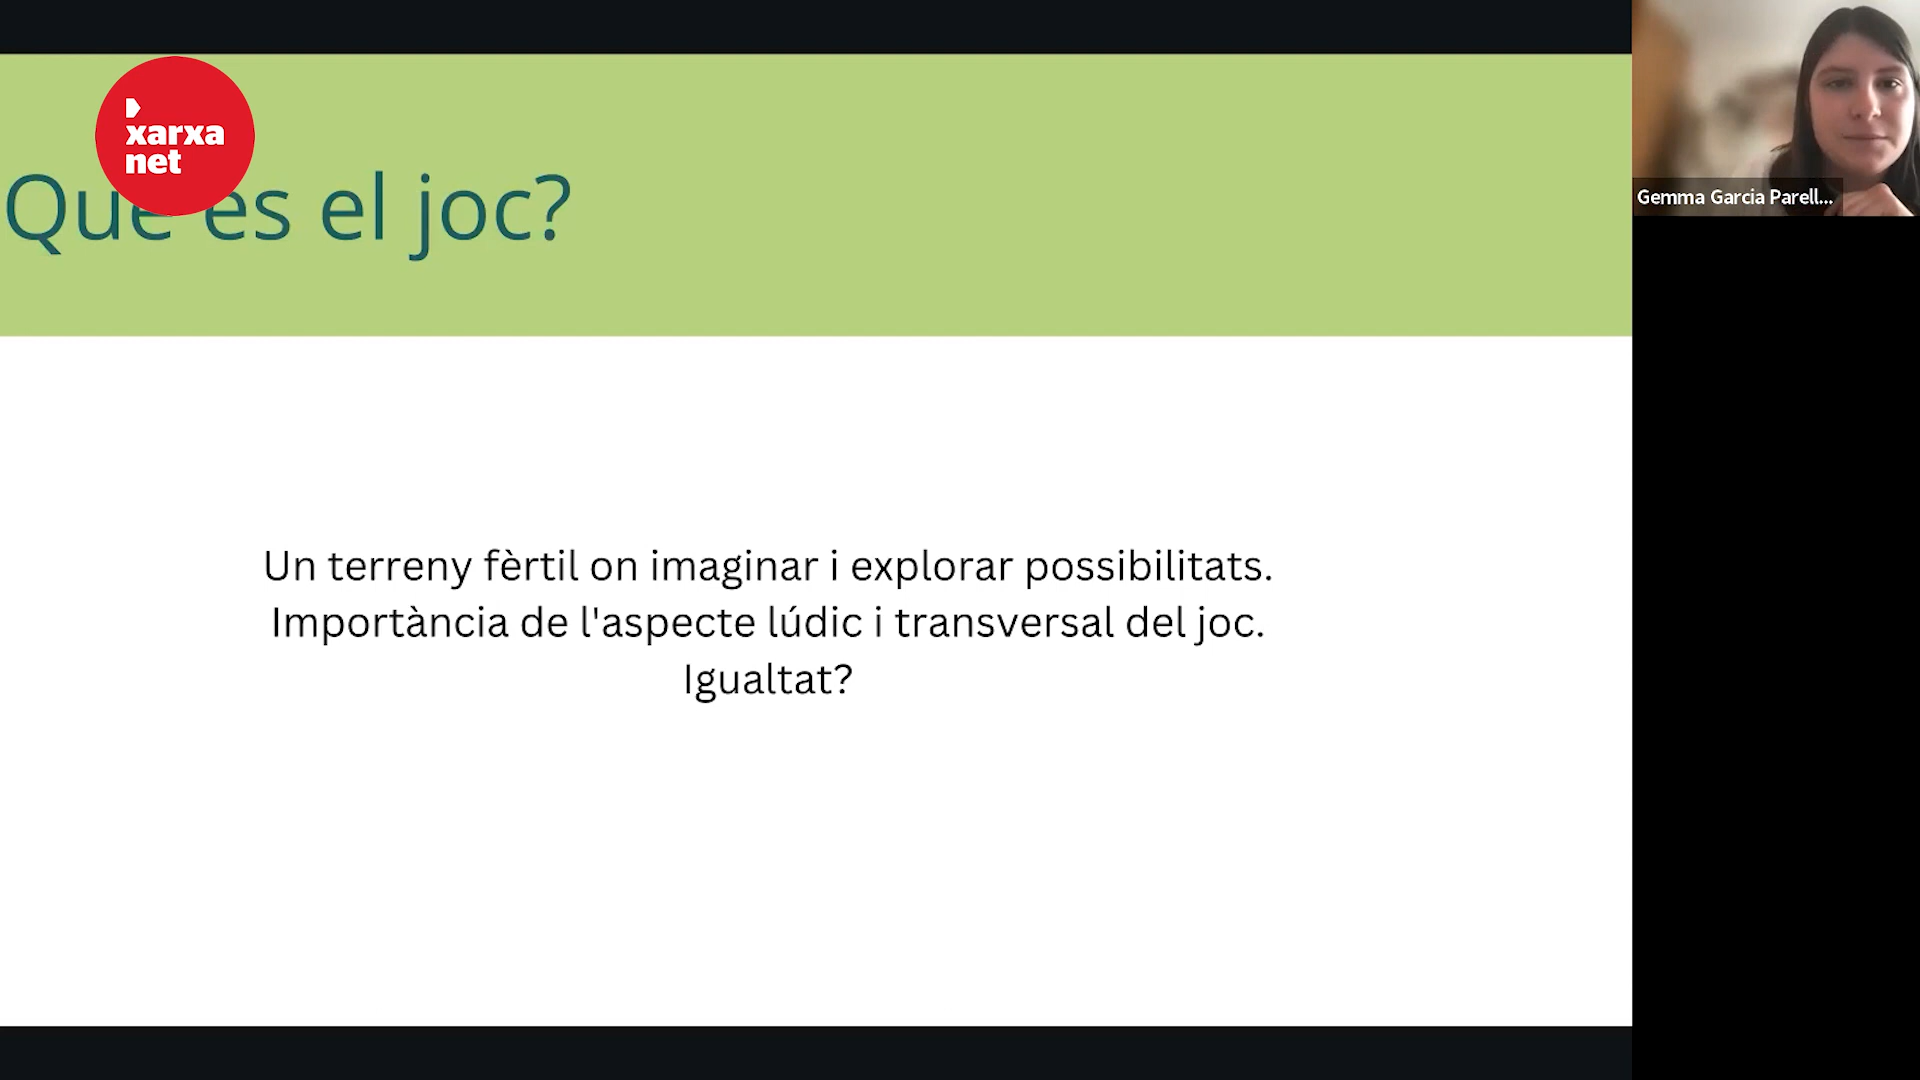 xarxa
net
Què és el joc?
Un terreny fèrtil on imaginar i explorar possibilitats.
Importància de l'aspecte lúdic i transversal del joc.
Igualtat?
Gemma Garcia Parell...